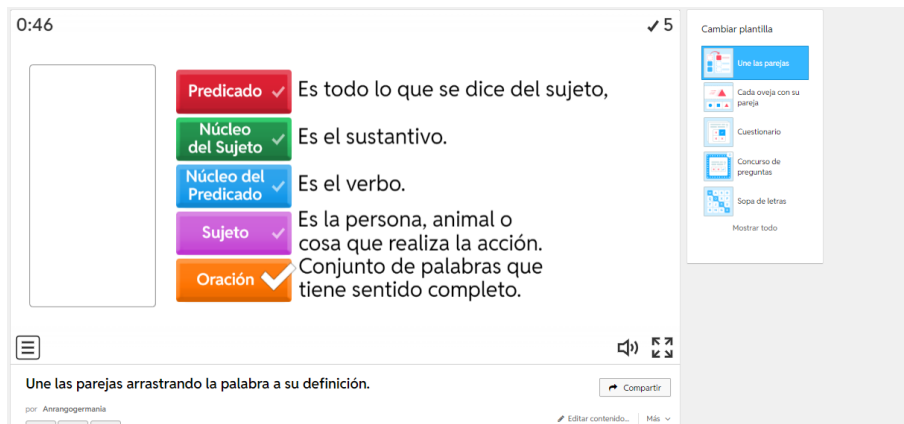 0:46
✓ 5
Predicado ✓ Es todo lo que se dice del sujeto,
Núcleo
del Sujeto ✓ Es el sustantivo.
Núcleo del
Predicado ✓ Es el verbo.
Sujeto ✓ Es la persona, animal o
cosa que realiza la acción.
Oración ✓ Conjunto de palabras que
tiene sentido completo.
Une las parejas arrastrando la palabra a su definición.
Compartir
por Anrangogermania
Editar contenido...
Más
Cambiar plantilla
Une las parejas
Cada oveja con su
pareja
Cuestionario
Concurso de
preguntas
Sopa de letras
Mostrar todo